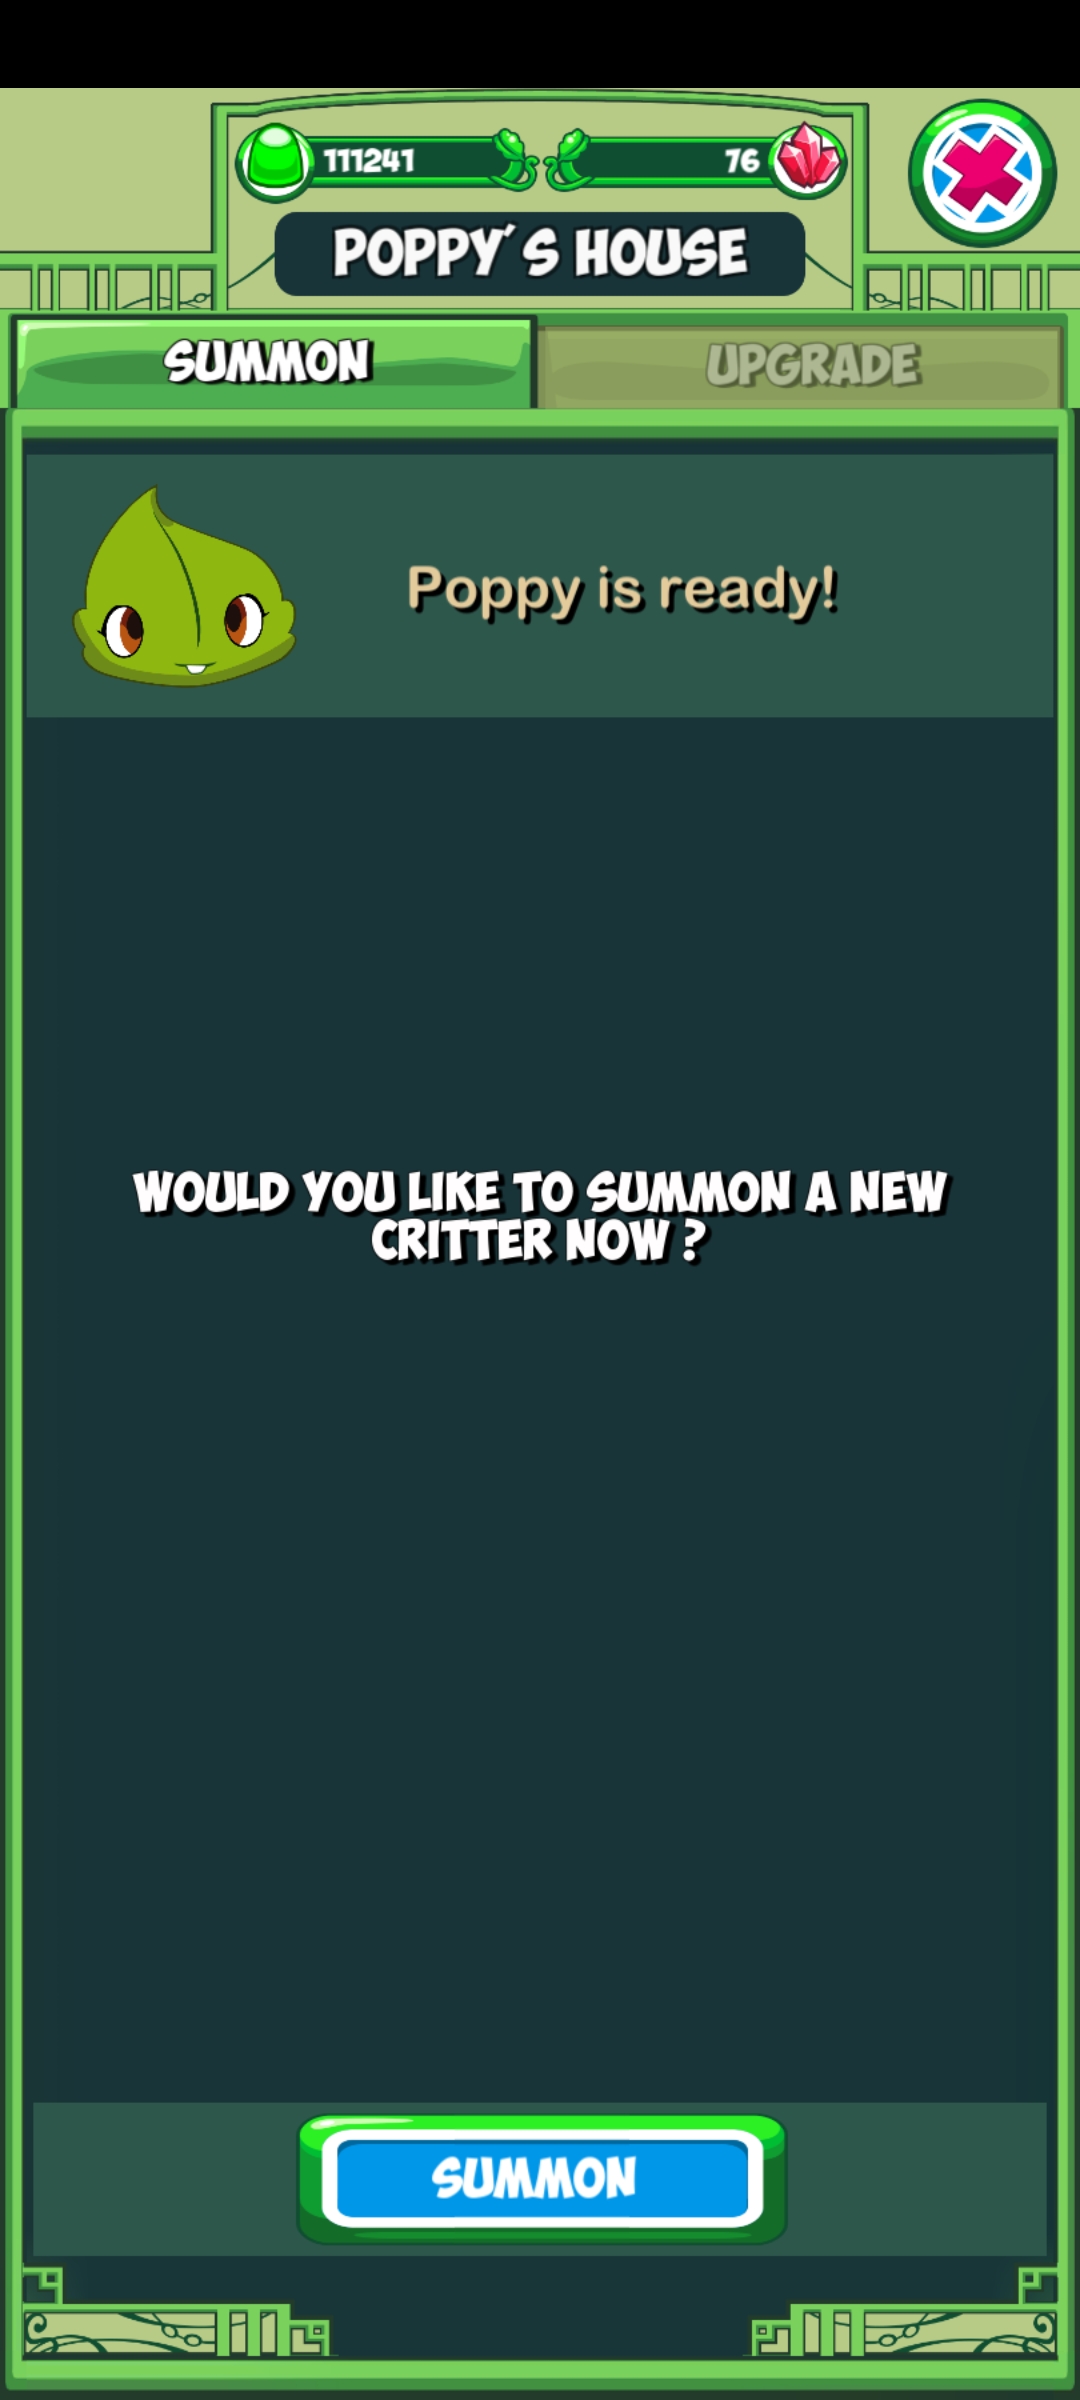 111241
76
POPPY'S HOUSE
SUMMON
UPGRADE
Poppy is ready!
WOULD YOU LIKE TO SUMMON A NEW
CRITTER NOW ?
SUMMON